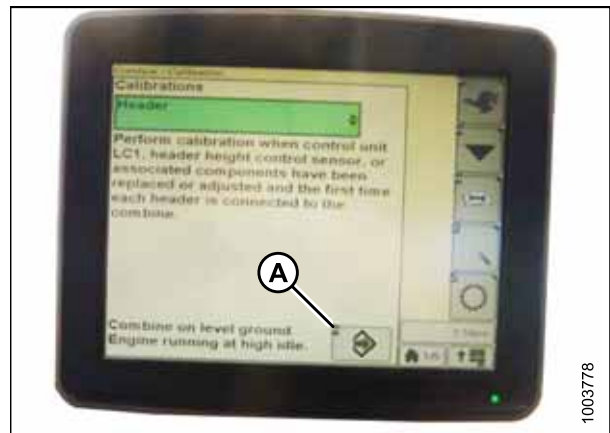 Combine / Calibration
Calibrations
Header
Perform calibration when control unit
LC1, header height control sensor, or
associated components have been
replaced or adjusted and the first time
each header is connected to the
combine.
A
Combine on level ground.
Engine running at high idle.
1003778